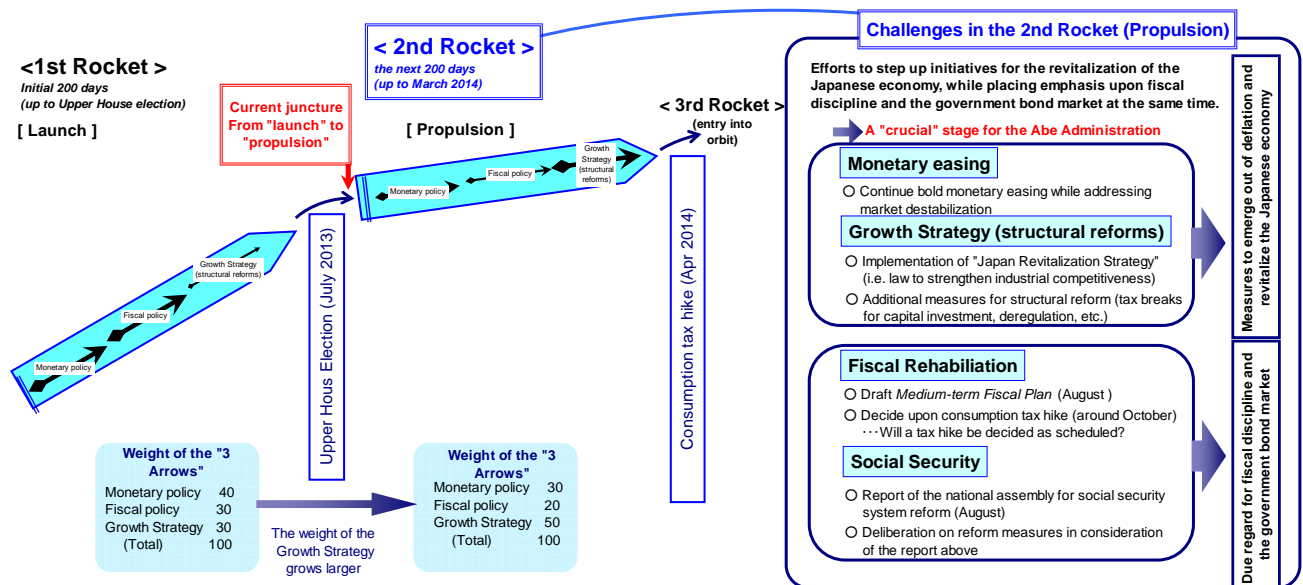 <1st Rocket >
Initial 200 days
(up to Upper House election)
[ Launch ]
Current juncture
From "launch" to
"propulsion"
< 2nd Rocket >
the next 200 days
(up to March 2014)
[ Propulsion ]
< 3rd Rocket >
(entry into
orbit)
Monetary policy
Fiscal policy
Growth Strategy
(structural reforms)
Monetary policy
Fiscal policy
Growth
Strategy
(structural
reforms)
Upper Hous Election (July 2013)
Consumption tax hike (Apr 2014)
Weight of the "3
Arrows"
Monetary policy 40
Fiscal policy 30
Growth Strategy 30
(Total) 100
The weight of the
Growth Strategy
grows larger
Weight of the "3
Arrows"
Monetary policy 30
Fiscal policy 20
Growth Strategy 50
(Total) 100
Challenges in the 2nd Rocket (Propulsion)
Efforts to step up initiatives for the revitalization of the
Japanese economy, while placing emphasis upon fiscal
discipline and the government bond market at the same time.
A "crucial" stage for the Abe Administration
Monetary easing
○ Continue bold monetary easing while addressing
market destabilization
Growth Strategy (structural reforms)
○ Implementation of "Japan Revitalization Strategy"
(i.e. law to strengthen industrial competitiveness)
○ Additional measures for structural reform (tax breaks
for capital investment, deregulation, etc.)
Measures to emerge out of deflation and
revitalize the Japanese economy
Fiscal Rehabiliation
○ Draft Medium-term Fiscal Plan (August )
○ Decide upon consumption tax hike (around October)
⋯Will a tax hike be decided as scheduled?
Social Security
○ Report of the national assembly for social security
system reform (August)
○ Deliberation on reform measures in consideration
of the report above
Due regard for fiscal discipline and
the government bond market